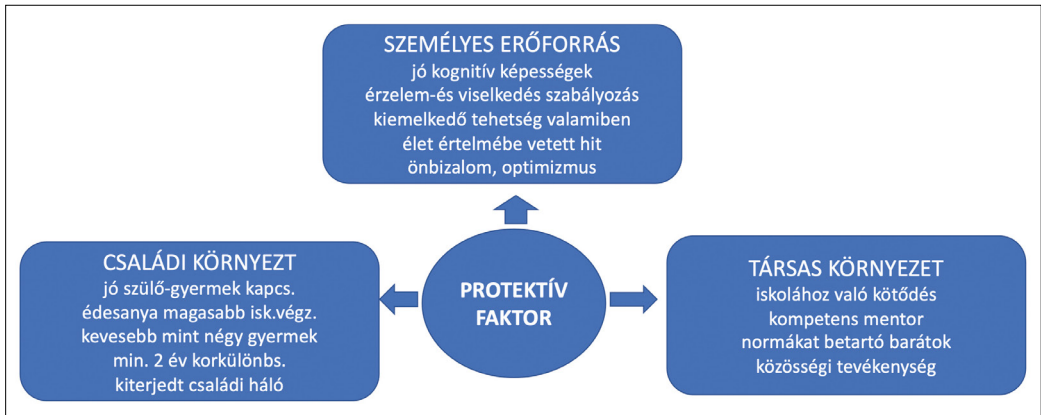 SZEMÉLYES ERŐFORRÁS
jó kognitív képességek
érzelem-és viselkedés szabályozás
kiemelkedő tehetség valamiben
élet értelmébe vetett hit
önbizalom, optimizmus
CSALÁDI KÖRNYEZT
jó szülő-gyermek kapcs.
édesanya magasabb isk.végz.
kevesebb mint négy gyermek
min. 2 év korkülönbs.
kiterjedt családi háló
PROTEKTÍV
FAKTOR
TÁRSAS KÖRNYEZET
iskolához való kötődés
kompetens mentor
normákat betartó barátok
közösségi tevékenység